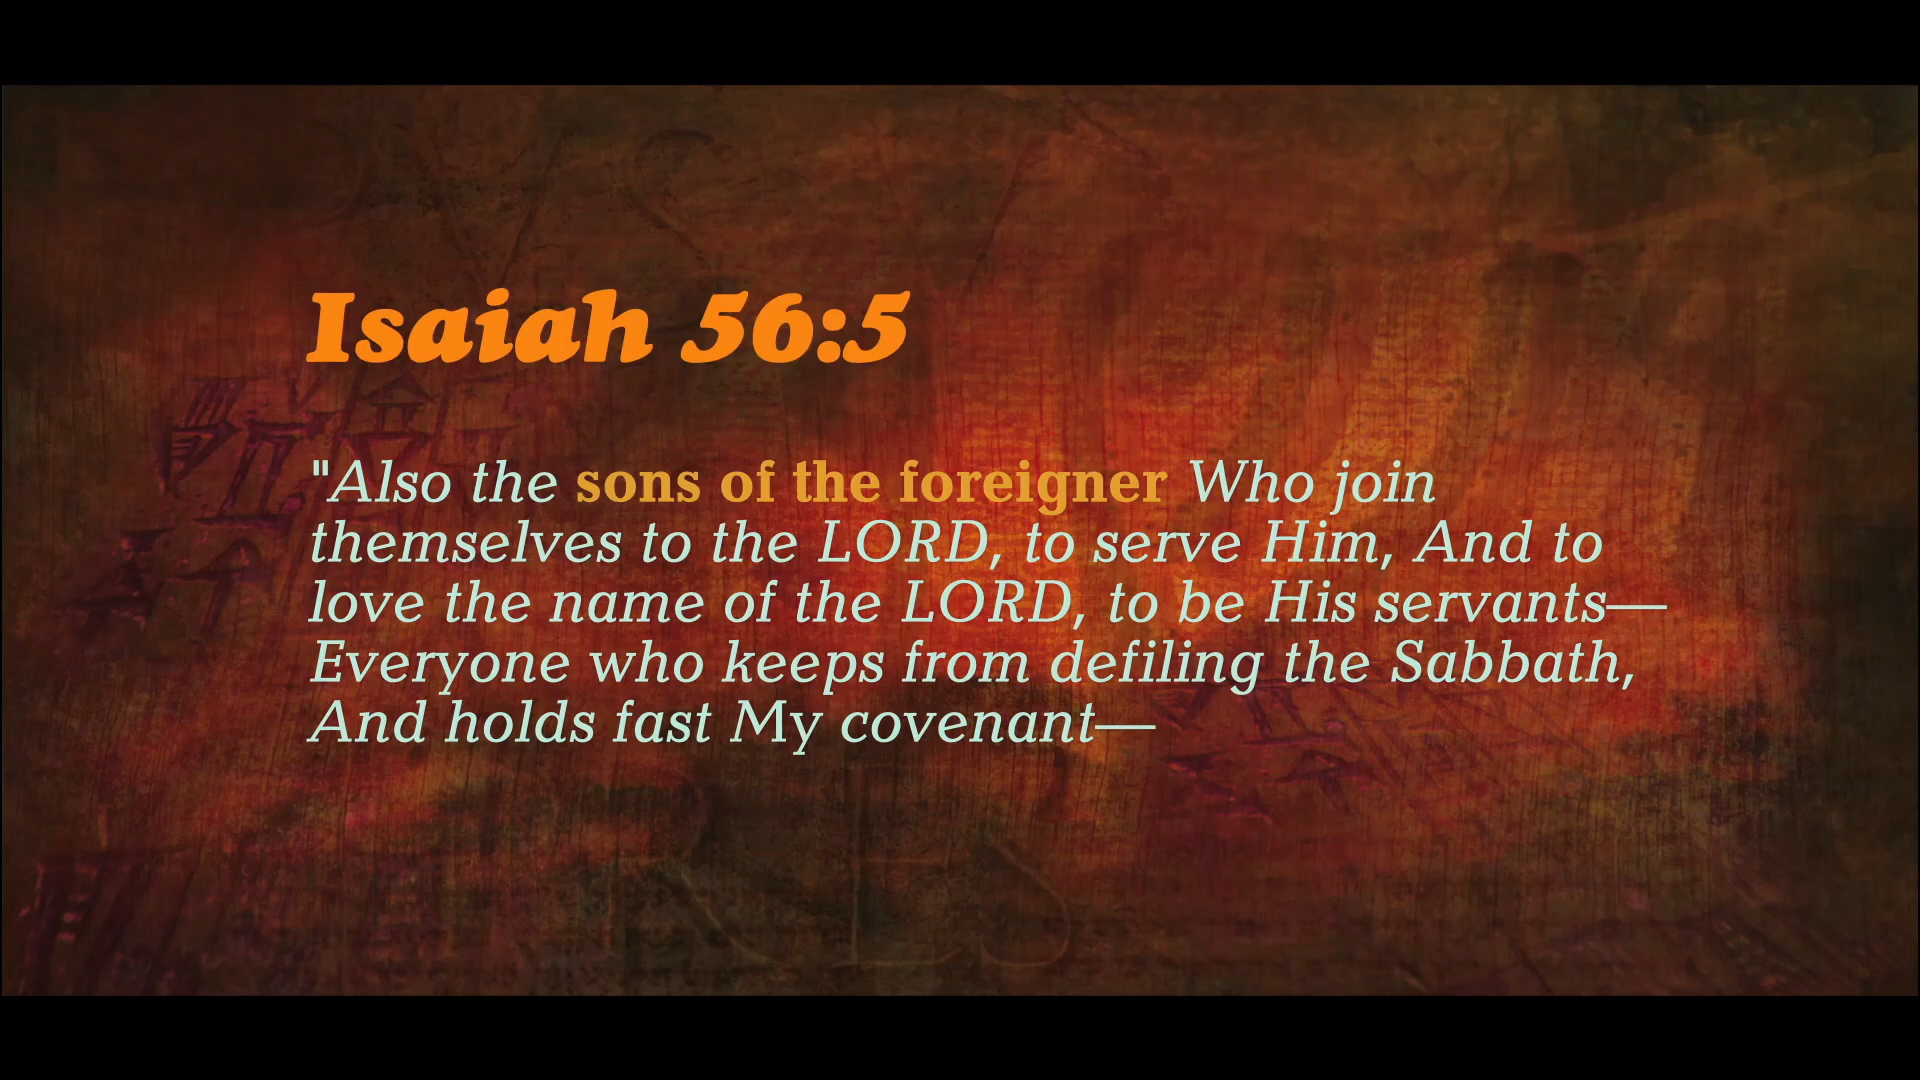 Isaiah 56:5
"Also the sons of the foreigner Who join
themselves to the LORD, to serve Him, And to
love the name of the LORD, to be His servants—
Everyone who keeps from defiling the Sabbath,
And holds fast My covenant—